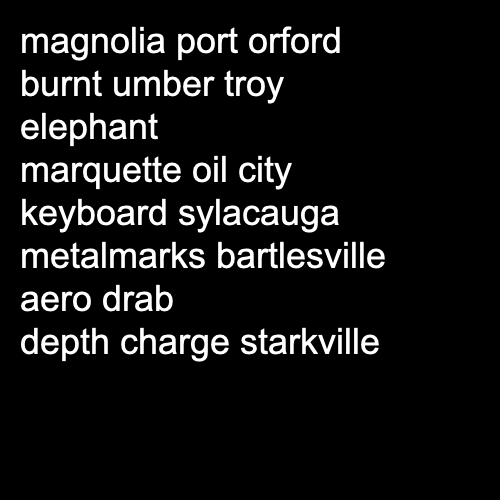 magnolia port orford
burnt umber troy
elephant
marquette oil city
keyboard sylacauga
metalmarks bartlesville
aero drab
depth charge starkville